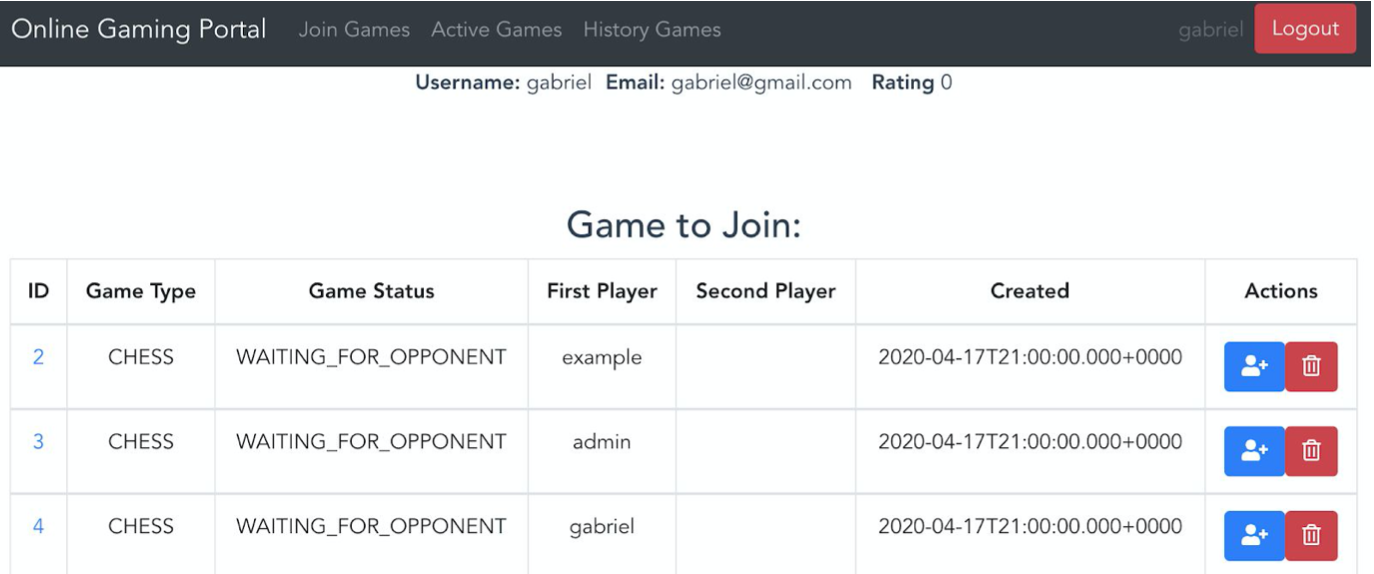 Online Gaming Portal Join Games Active Games History Games gabriel Logout
Username: gabriel Email: gabriel@gmail.com Rating 0
Game to Join:
ID Game Type Game Status First Player Second Player Created Actions
2 CHESS WAITING_FOR_OPPONENT example 2020-04-17T21:00:00.000+0000
3 CHESS WAITING_FOR_OPPONENT admin 2020-04-17T21:00:00.000+0000
4 CHESS WAITING_FOR_OPPONENT gabriel 2020-04-17T21:00:00.000+0000